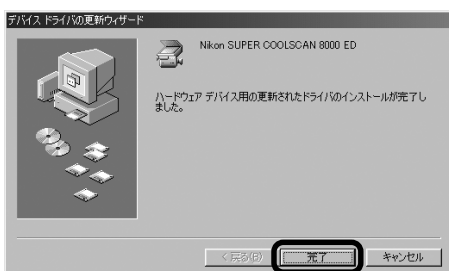 デバイス ドライバの更新ウィザード
Nikon SUPER COOLSCAN 8000 ED
ハードウェア デバイス用の更新されたドライバのインストールが完了し
ました。
< 戻る(B) 完了 キャンセル